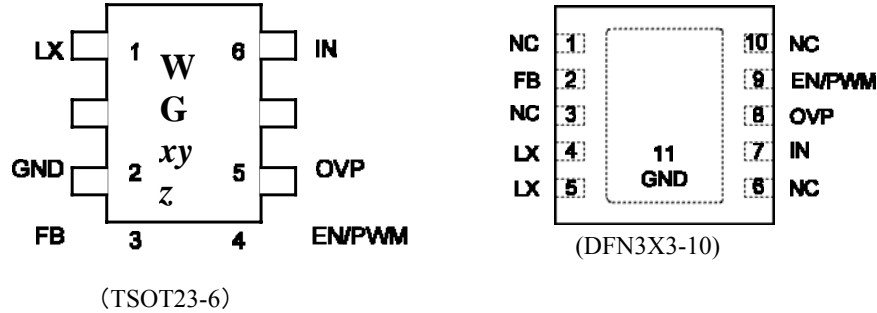 LX 1 W 6 IN
G
GND 2 xy 5 OVP
z
FB 3 4 EN/PWM
(TSOT23-6)
NC 1 10 NC
FB 2 9 EN/PWM
NC 3 8 OVP
LX 4 11 7 IN
LX 5 GND 6 NC
(DFN3X3-10)